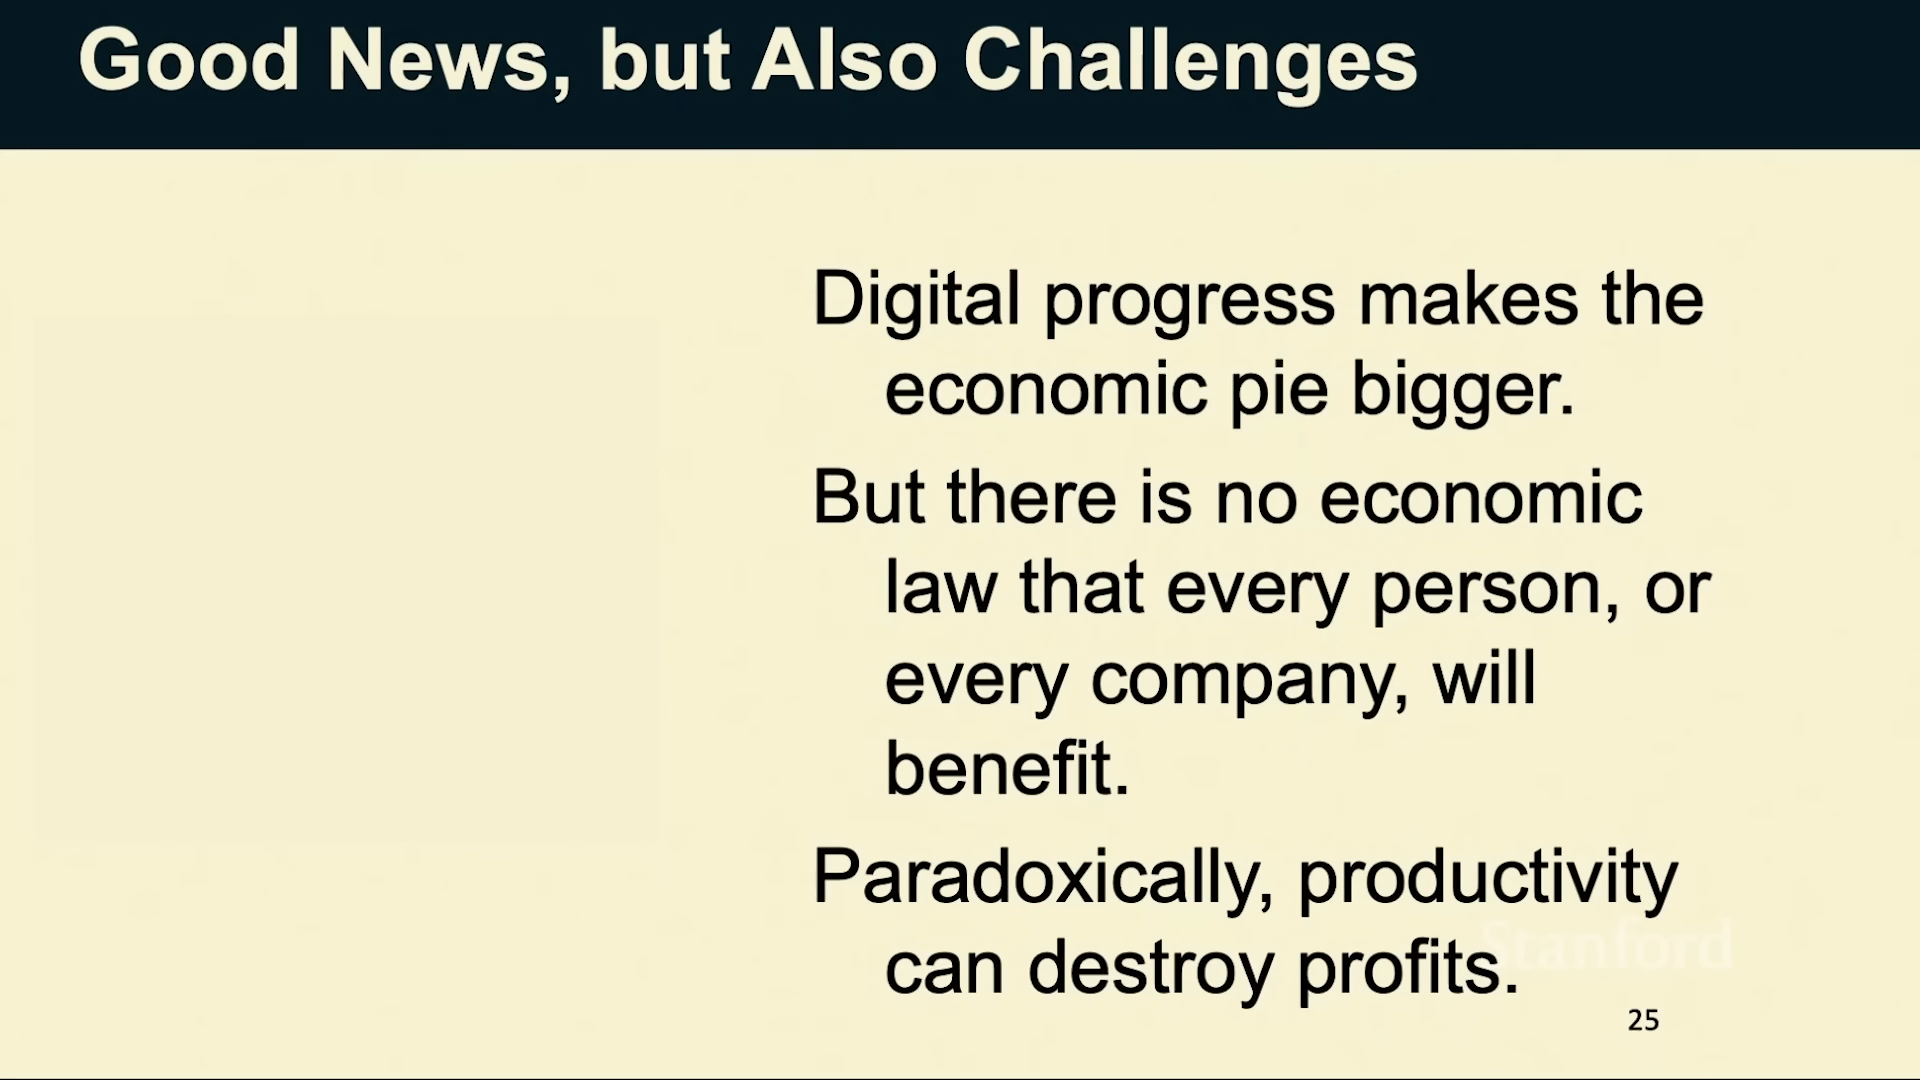 Good News, but Also Challenges
Digital progress makes the
economic pie bigger.
But there is no economic
law that every person, or
every company, will
benefit.
Paradoxically, productivity
can destroy profits.
Stanford
25